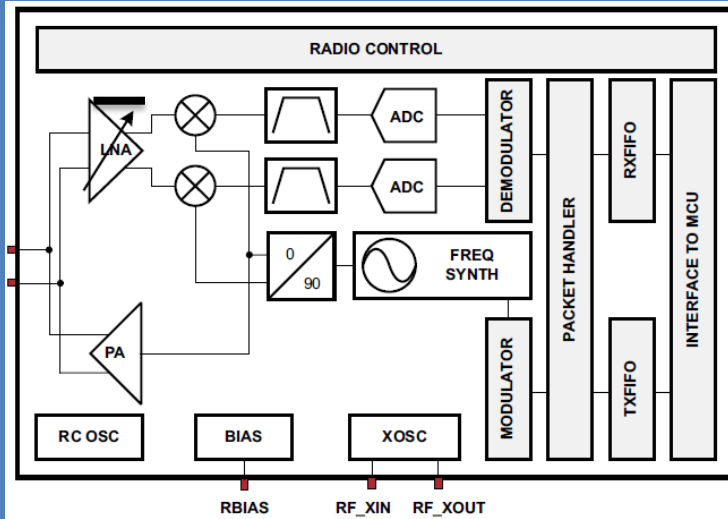 RADIO CONTROL
LNA
ADC
ADC
DEMODULATOR
PACKET HANDLER
RXFIFO
INTERFACE TO MCU
0
90
FREQ
SYNTH
PA
MODULATOR
TXFIFO
RC OSC
BIAS
XOSC
RBIAS
RF_XIN
RF_XOUT